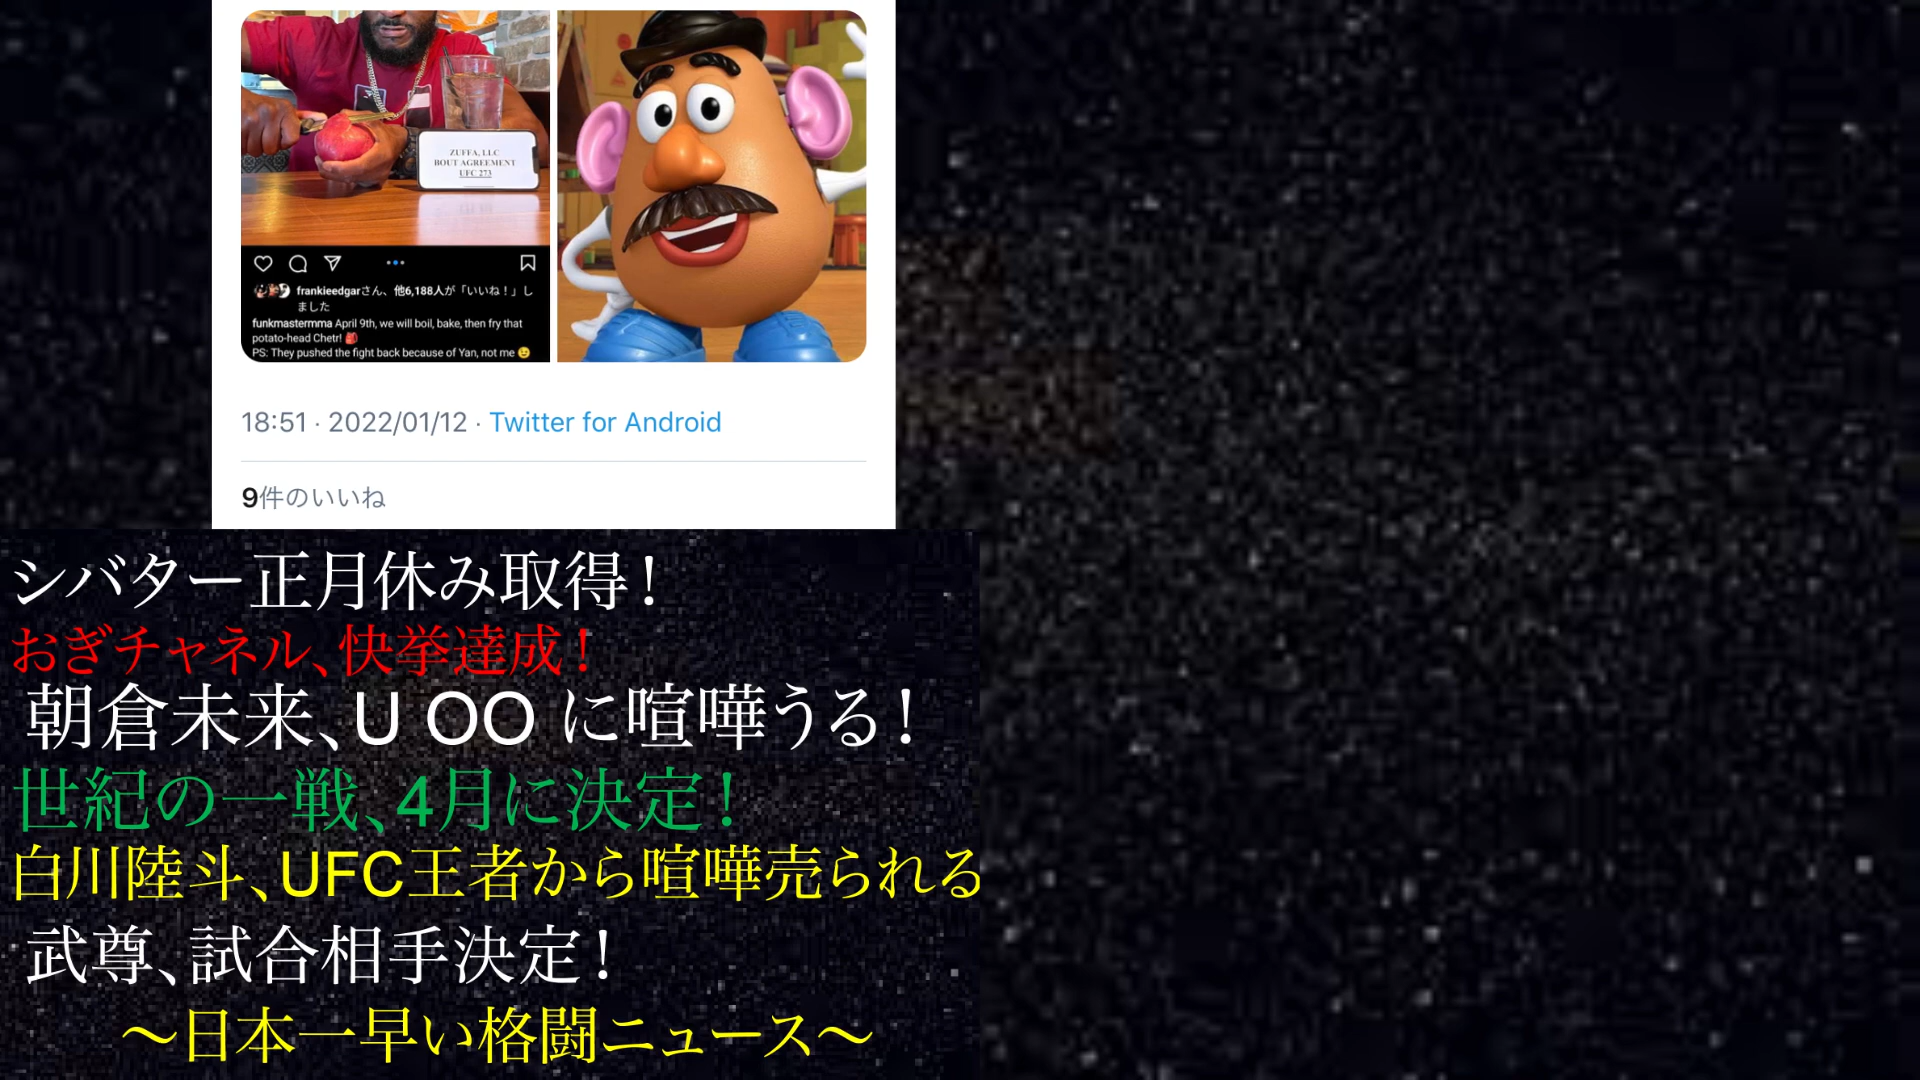 ZUFFA, LLC
BOUT AGREEMENT
UFC 273
frankieedgarさん、他6,188人が「いいね！」し
ました
funkmastermma April 9th, we will boil, bake, then fry that
potato-head Chetr! 🎒
PS: They pushed the fight back because of Yan, not me 😉
18:51 · 2022/01/12 · Twitter for Android
9件のいいね
シバター正月休み取得！
おぎチャネル、快挙達成！
朝倉未来、U OO に喧嘩うる！
世紀の一戦、4月に決定！
白川陸斗、UFC王者から喧嘩売られる
武尊、試合相手決定！
～日本一早い格闘ニュース～